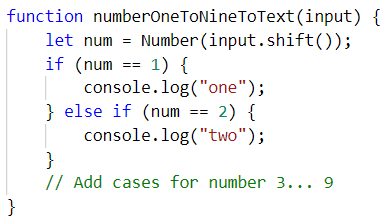 function numberOneToNineToText(input) {
    let num = Number(input.shift());
    if (num == 1) {
        console.log("one");
    } else if (num == 2) {
        console.log("two");
    }
    // Add cases for number 3... 9
}